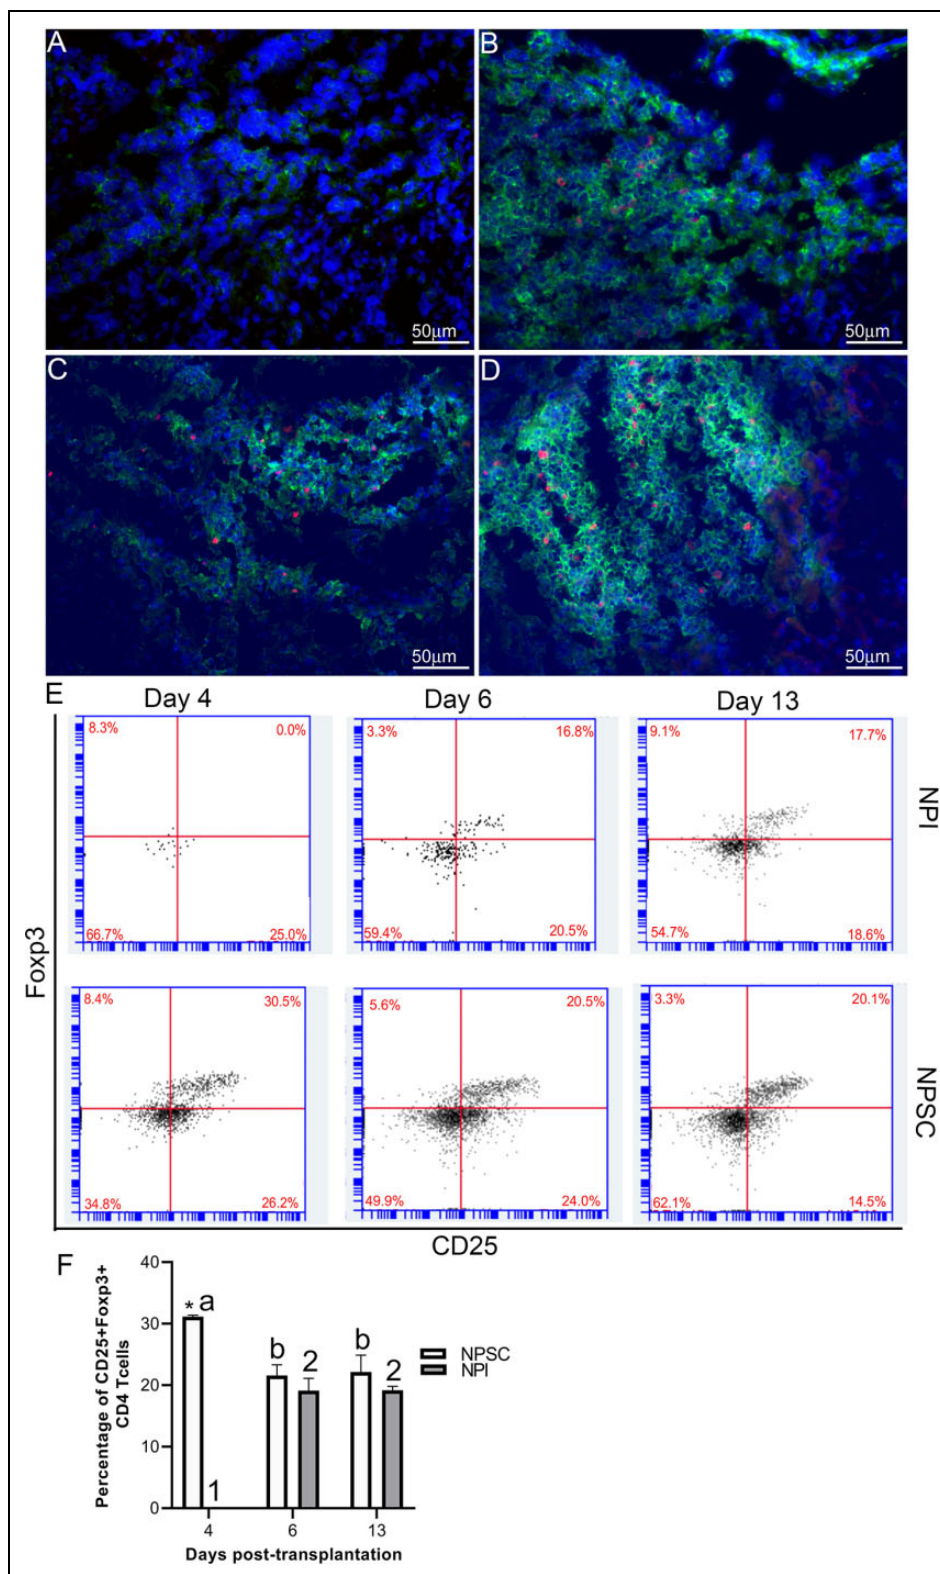 A
B
50μm
50μm
C
D
50μm
50μm
E
Day 4
Day 6
Day 13
8.3%
0.0%
3.3%
16.8%
9.1%
17.7%
NPI
66.7%
25.0%
59.4%
20.5%
54.7%
18.6%
Foxp3
8.4%
30.5%
5.6%
20.5%
3.3%
20.1%
NPSC
34.8%
26.2%
49.9%
24.0%
62.1%
14.5%
CD25
F
Percentage of CD25+Foxp3+
CD4 Tcells
40
30
20
10
0
* a
1
b
2
b
2
NPSC
NPI
4
6
13
Days post-transplantation